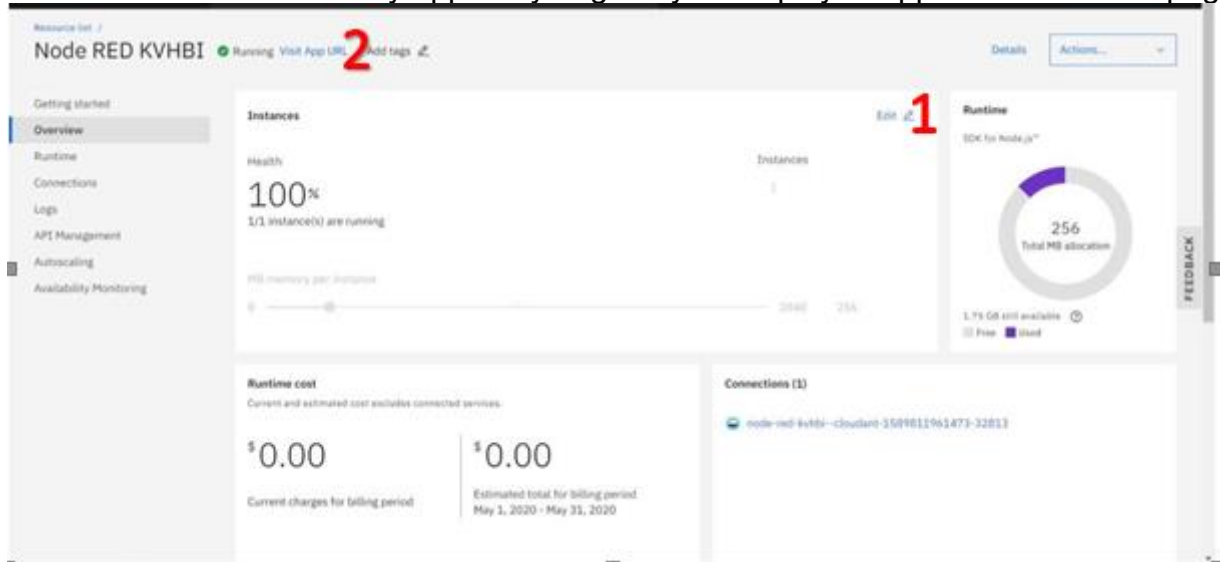 Resource list /
Node RED KVHBI Running Visit App URL 2 Add tags
Details Actions...
Getting started
Overview
Runtime
Connections
Logs
API Management
Autoscaling
Availability Monitoring
Instances
Edit 1
Health
100%
1/1 instance(s) are running
Instances
1
MB memory per instance
0 2048 256
Runtime
SDK for Node.js™
256
Total MB allocation
1.75 GB still available
Free Used
FEEDBACK
Runtime cost
Current and estimated cost excludes connected services.
$0.00
Current charges for billing period
$0.00
Estimated total for billing period
May 1, 2020 - May 31, 2020
Connections (1)
node-red-kvhbi--cloudant-1589811961473-32813